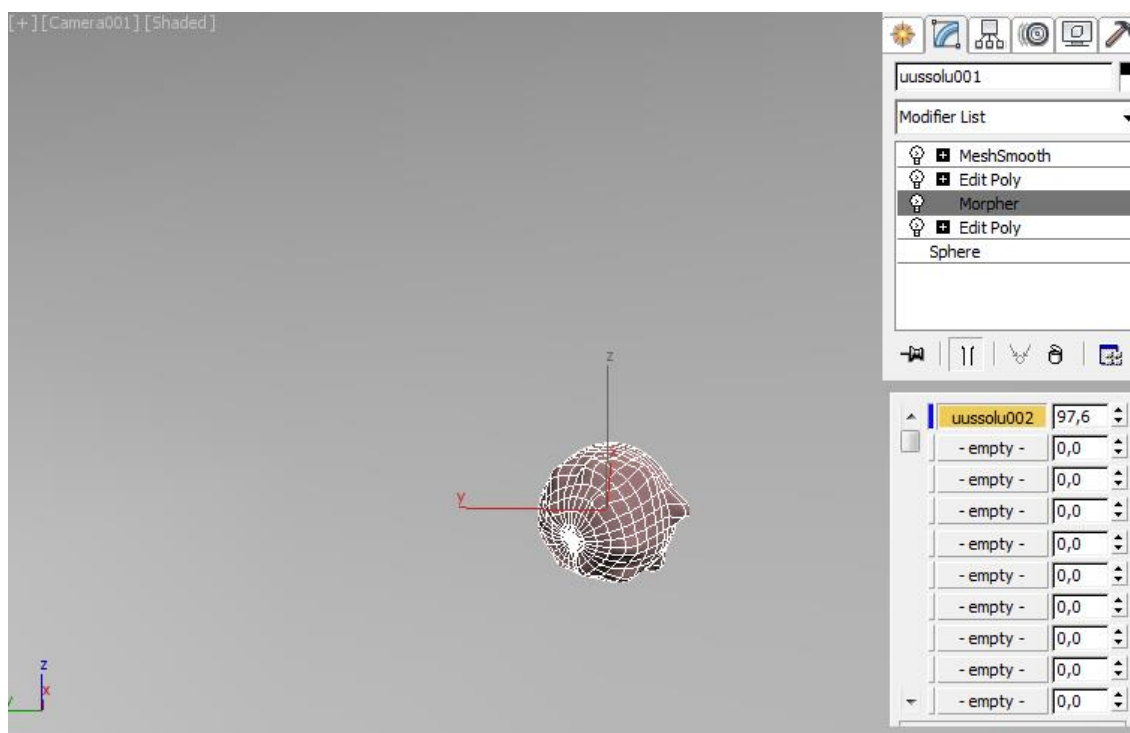 [+][Camera001][Shaded]
uussolu001
Modifier List
MeshSmooth
Edit Poly
Morpher
Edit Poly
Sphere
z
x
y
z
x
y
uussolu002 97,6
- empty - 0,0
- empty - 0,0
- empty - 0,0
- empty - 0,0
- empty - 0,0
- empty - 0,0
- empty - 0,0
- empty - 0,0
- empty - 0,0